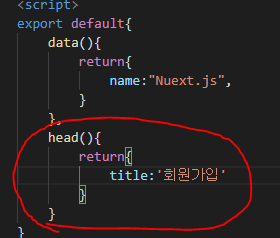 <script>
export default{
data(){
return{
name:"Nuext.js",
}
},
head(){
return{
title:'회원가입'
}
}